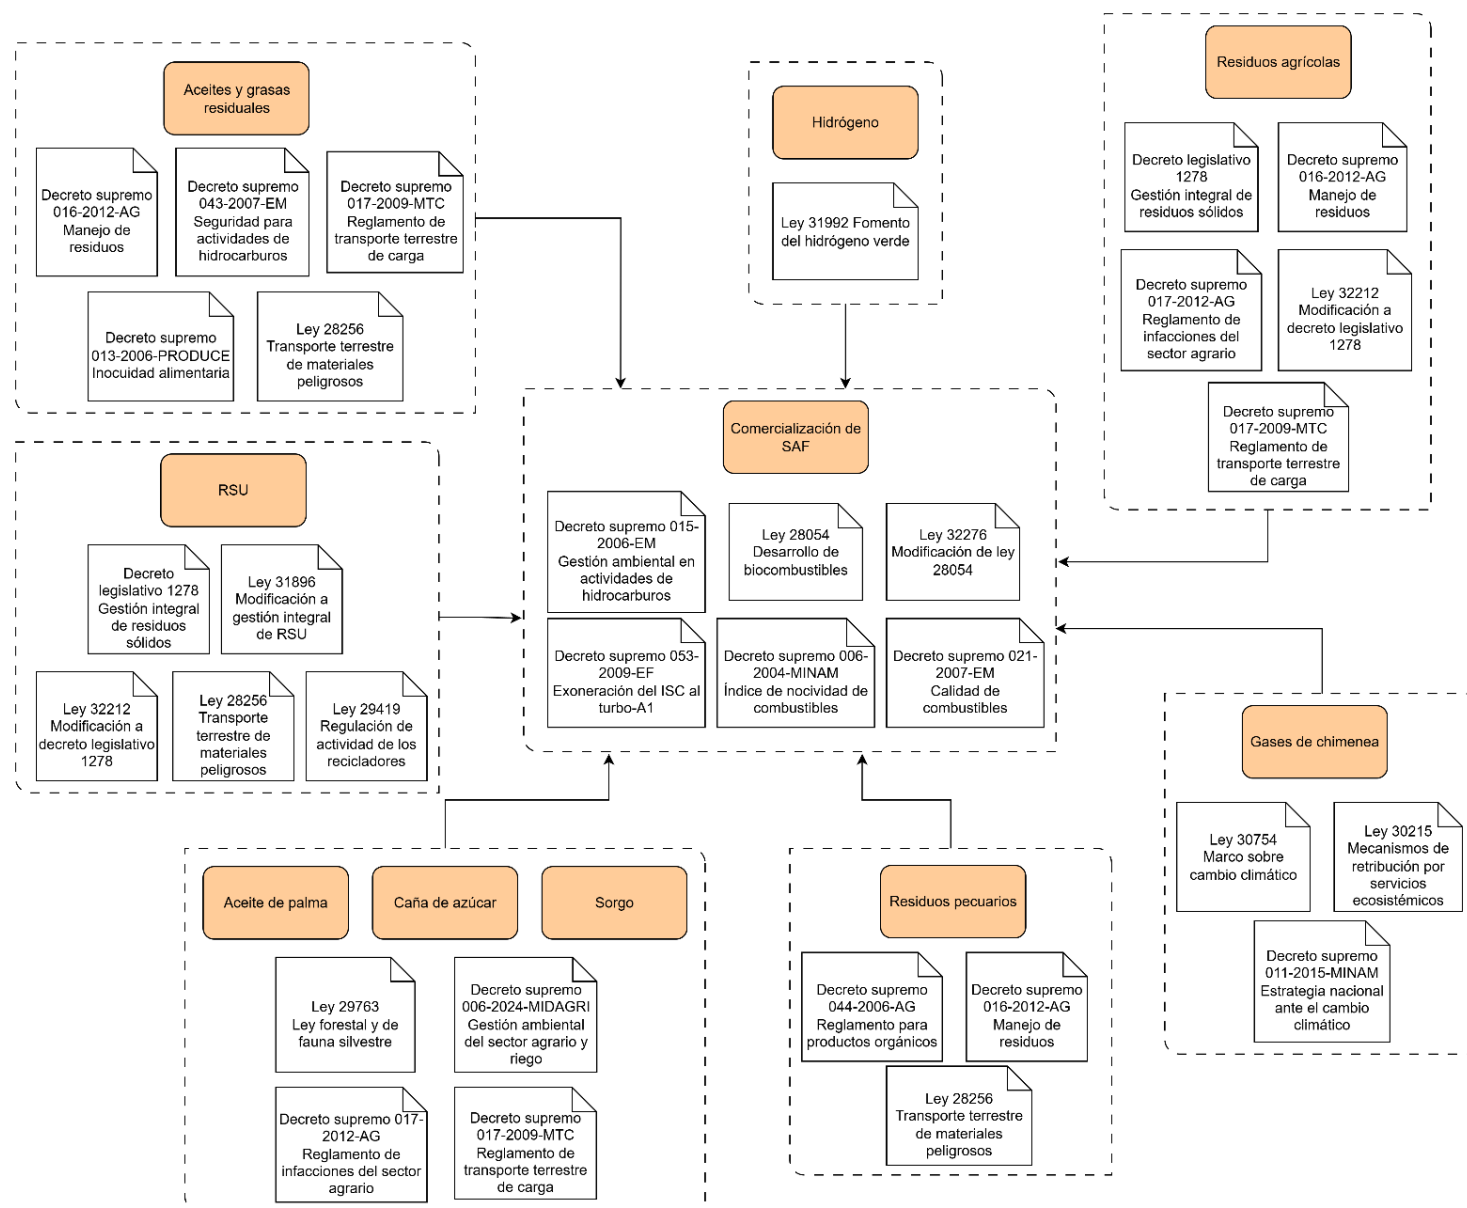 Aceites y grasas
residuales
Decreto supremo
016-2012-AG
Manejo de
residuos
Decreto supremo
043-2007-EM
Seguridad para
actividades de
hidrocarburos
Decreto supremo
017-2009-MTC
Reglamento de
transporte terrestre
de carga
Decreto supremo
013-2006-PRODUCE
Inocuidad alimentaria
Ley 28256
Transporte terrestre
de materiales
peligrosos
Hidrógeno
Ley 31992 Fomento
del hidrógeno verde
Residuos agrícolas
Decreto legislativo
1278
Gestión integral de
residuos sólidos
Decreto supremo
016-2012-AG
Manejo de
residuos
Decreto supremo
017-2012-AG
Reglamento de
infacciones del
sector agrario
Ley 32212
Modificación a
decreto legislativo
1278
Decreto supremo
017-2009-MTC
Reglamento de
transporte terrestre
de carga
RSU
Decreto
legislativo 1278
Gestión integral
de residuos
sólidos
Ley 31896
Modificación a
gestión integral
de RSU
Ley 32212
Modificación a
decreto legislativo
1278
Ley 28256
Transporte
terrestre de
materiales
peligrosos
Ley 29419
Regulación de
actividad de los
recicladores
Comercialización de
SAF
Decreto supremo 015-
2006-EM
Gestión ambiental en
actividades de
hidrocarburos
Ley 28054
Desarrollo de
biocombustibles
Ley 32276
Modificación de ley
28054
Decreto supremo 053-
2009-EF
Exoneración del ISC al
turbo-A1
Decreto supremo 006-
2004-MINAM
Índice de nocividad de
combustibles
Decreto supremo 021-
2007-EM
Calidad de
combustibles
Gases de chimenea
Ley 30754
Marco sobre
cambio climático
Ley 30215
Mecanismos de
retribución por
servicios
ecosistémicos
Decreto supremo
011-2015-MINAM
Estrategia nacional
ante el cambio
climático
Aceite de palma
Caña de azúcar
Sorgo
Ley 29763
Ley forestal y de
fauna silvestre
Decreto supremo
006-2024-MIDAGRI
Gestión ambiental
del sector agrario y
riego
Decreto supremo 017-
2012-AG
Reglamento de
infacciones del sector
agrario
Decreto supremo
017-2009-MTC
Reglamento de
transporte terrestre
de carga
Residuos pecuarios
Decreto supremo
044-2006-AG
Reglamento para
productos orgánicos
Decreto supremo
016-2012-AG
Manejo de
residuos
Ley 28256
Transporte terrestre
de materiales
peligrosos